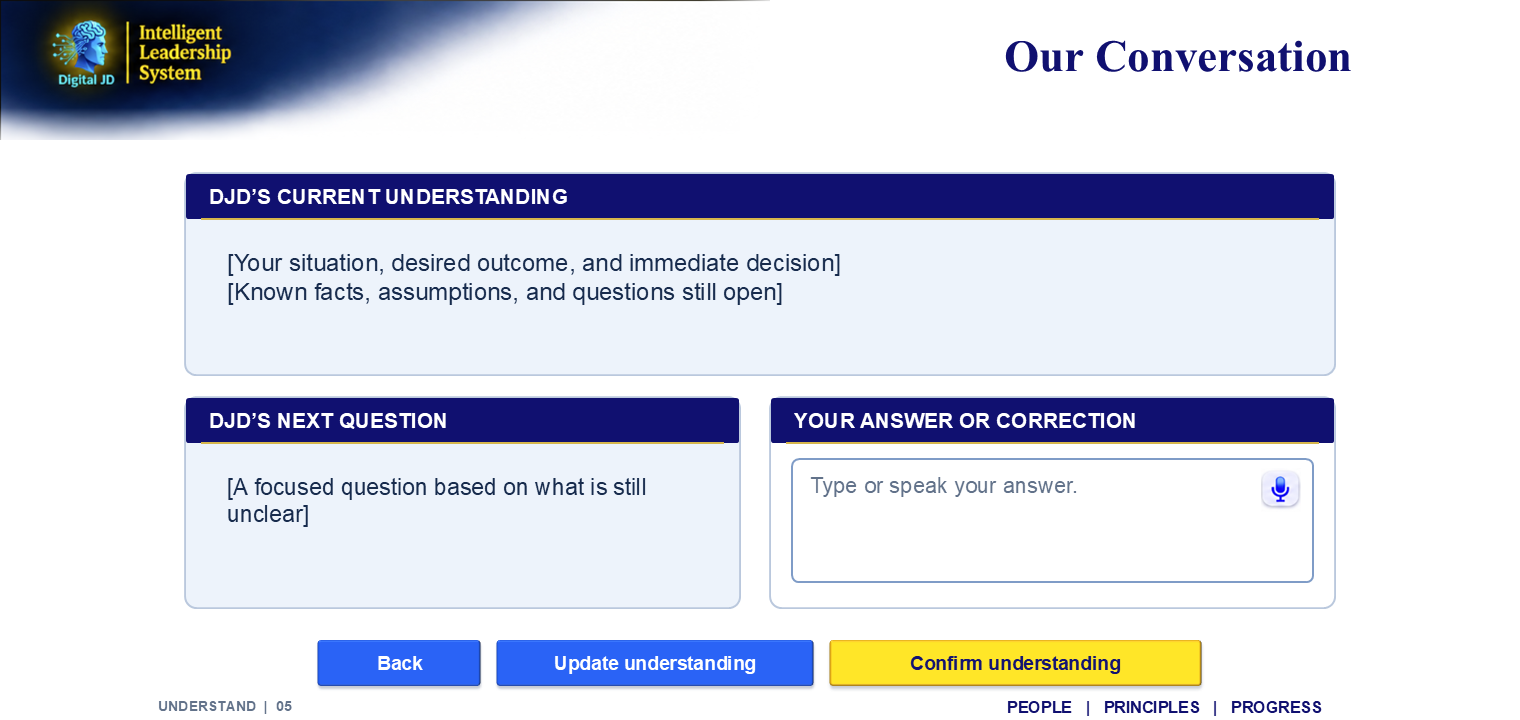 Digital JD
Intelligent
Leadership
System
Our Conversation
DJD’S CURRENT UNDERSTANDING
[Your situation, desired outcome, and immediate decision]
[Known facts, assumptions, and questions still open]
DJD’S NEXT QUESTION
[A focused question based on what is still
unclear]
YOUR ANSWER OR CORRECTION
Type or speak your answer.
Back
Update understanding
Confirm understanding
UNDERSTAND | 05
PEOPLE | PRINCIPLES | PROGRESS